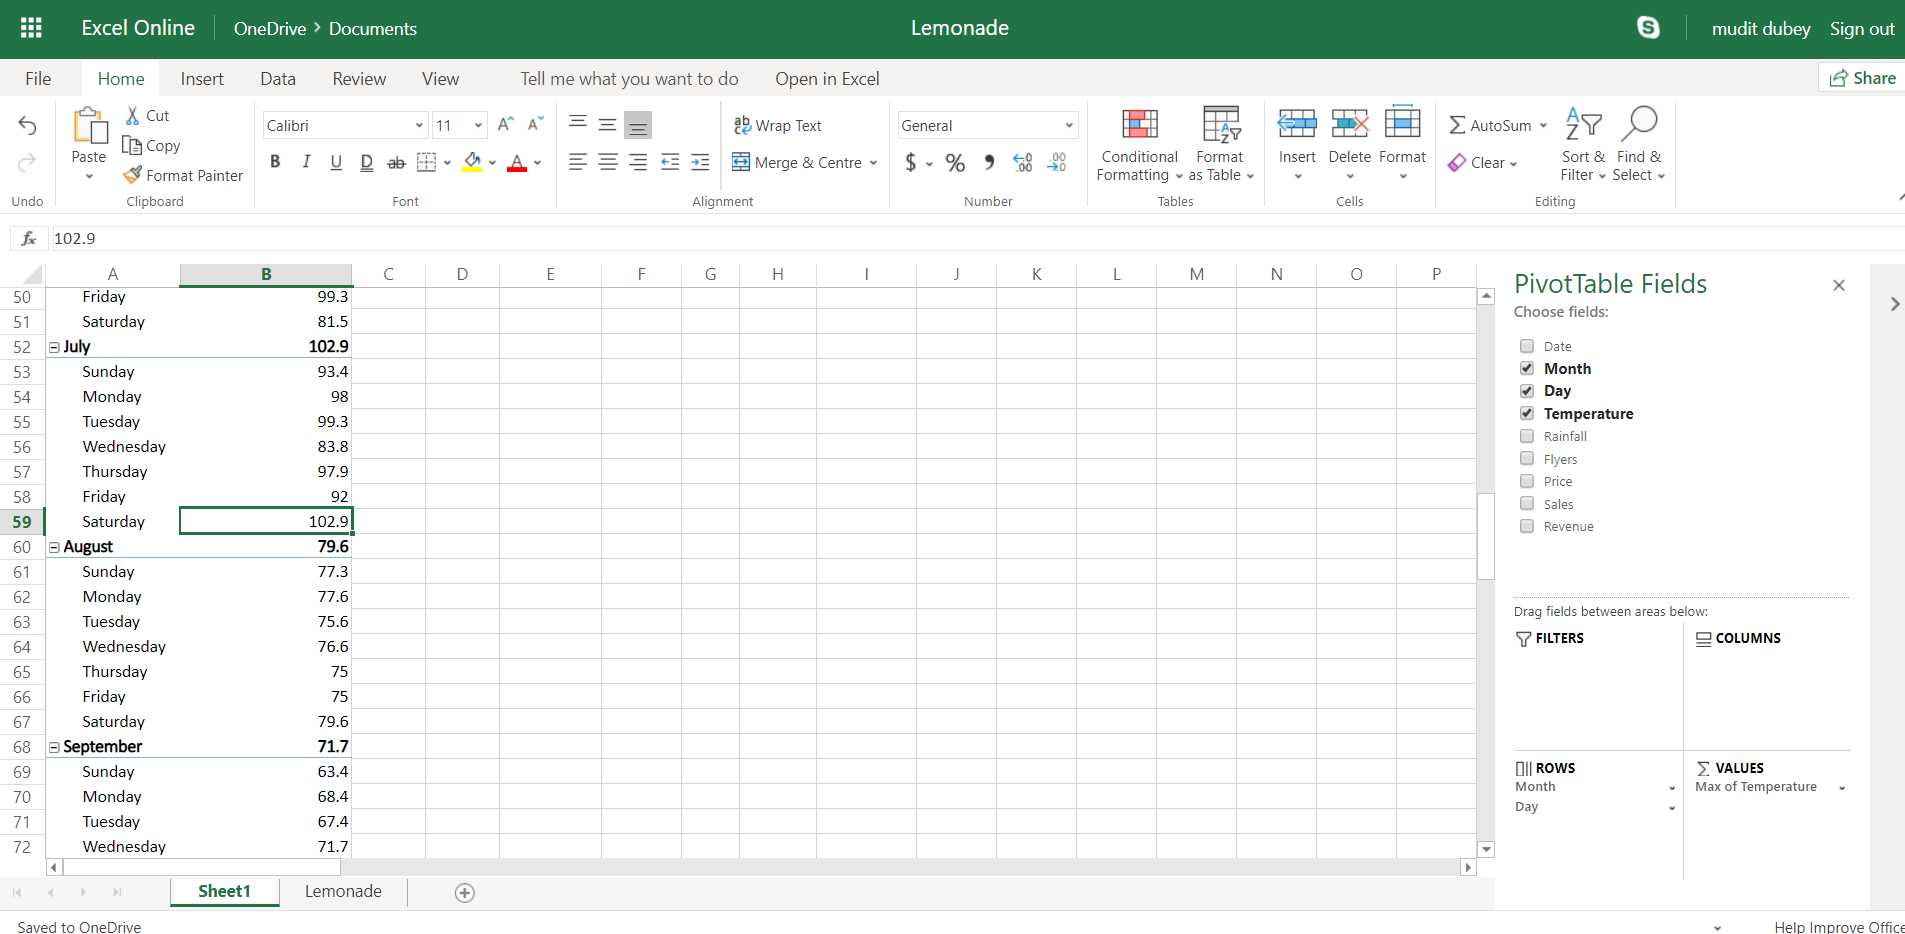 Excel Online OneDrive > Documents Lemonade mudit dubey Sign out
File Home Insert Data Review View Tell me what you want to do Open in Excel Share
Cut
Copy
Format Painter
Paste
Undo Clipboard
Calibri 11
B I U D ab A
Font
Wrap Text
Merge & Centre
Alignment
General
$ % , .00 .00
Number
Conditional Formatting Format as Table
Tables
Insert Delete Format
Cells
AutoSum
Clear
Sort & Filter Find & Select
Editing
fx 102.9
A B C D E F G H I J K L M N O P
50 Friday 99.3
51 Saturday 81.5
52 July 102.9
53 Sunday 93.4
54 Monday 98
55 Tuesday 99.3
56 Wednesday 83.8
57 Thursday 97.9
58 Friday 92
59 Saturday 102.9
60 August 79.6
61 Sunday 77.3
62 Monday 77.6
63 Tuesday 75.6
64 Wednesday 76.6
65 Thursday 75
66 Friday 75
67 Saturday 79.6
68 September 71.7
69 Sunday 63.4
70 Monday 68.4
71 Tuesday 67.4
72 Wednesday 71.7
PivotTable Fields
Choose fields:
Date
Month
Day
Temperature
Rainfall
Flyers
Price
Sales
Revenue
Drag fields between areas below:
FILTERS COLUMNS
ROWS
Month
Day
VALUES
Max of Temperature
Sheet1 Lemonade
Saved to OneDrive Help Improve Office